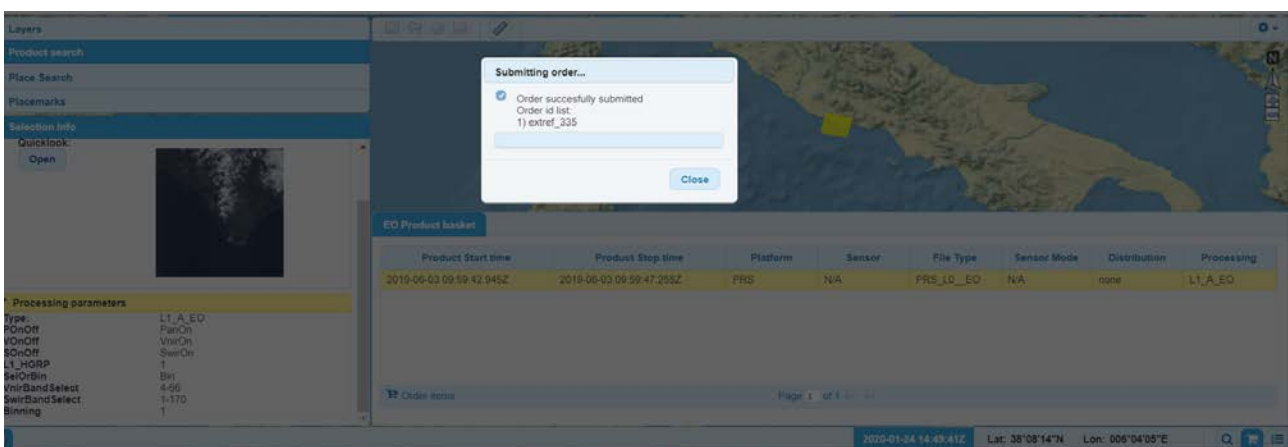 Layers
Product search
Place Search
Placemarks
Selection Info
Quicklook:
Open
Processing parameters
Type: L1_A_EO
POnOff PanOn
VOnOff VnirOn
SOnOff SwirOn
L1_HGRP 1
SelOrBin Bin
VnirBandSelect 4-66
SwirBandSelect 1-170
Binning 1
Submitting order...
Order succesfully submitted
Order id list:
1) extref_335
Close
N
EO Product basket
Product Start time Product Stop time Platform Sensor File Type Sensor Mode Distribution Processing
2019-06-03 09:59:42.945Z 2019-06-03 09:59:47.255Z PRS N/A PRS_L0__EO N/A none L1_A_EO
Order items
Page 1 of 1
2020-01-24 14:49:41Z Lat: 38°08'14"N Lon: 006°04'05"E